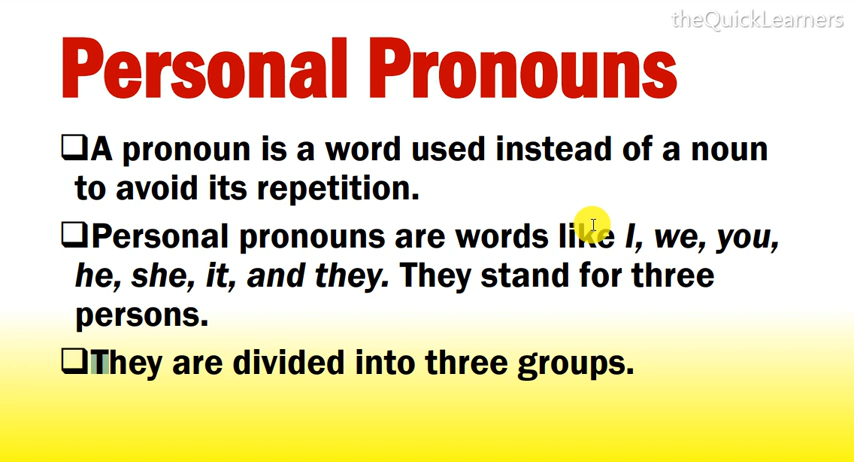 theQuickLearners
Personal Pronouns
❑A pronoun is a word used instead of a noun
to avoid its repetition.
❑Personal pronouns are words like I, we, you,
he, she, it, and they. They stand for three
persons.
❑They are divided into three groups.